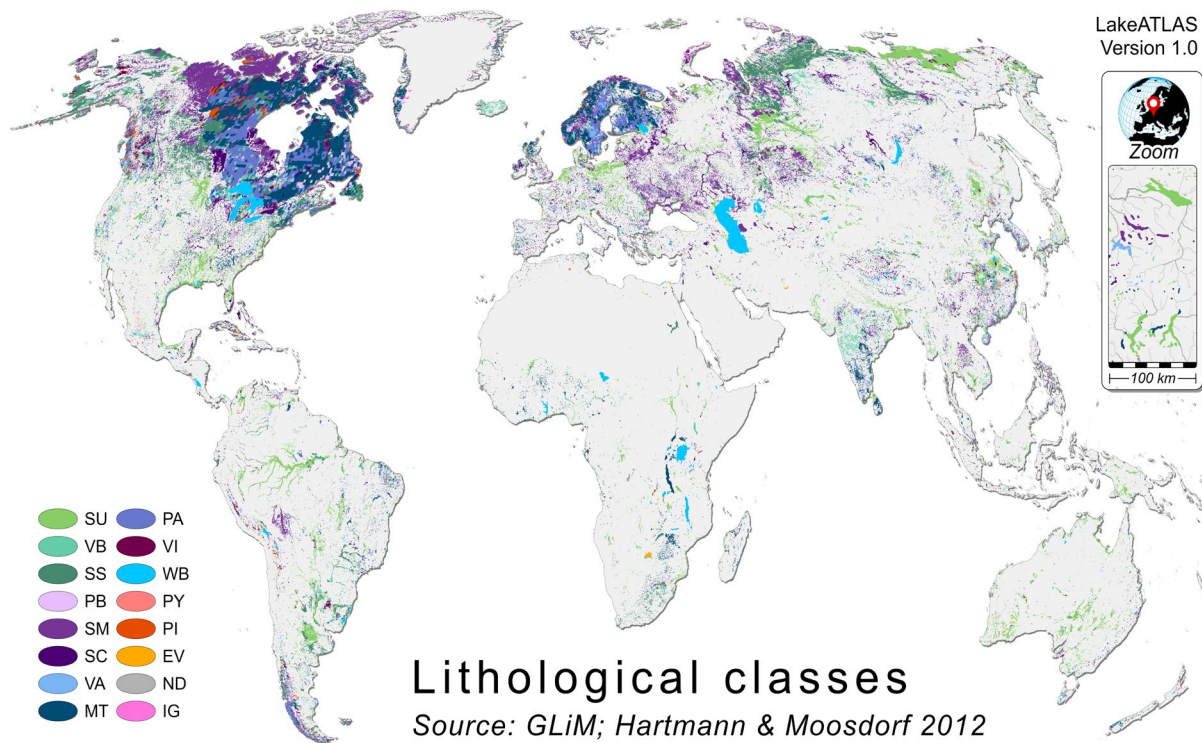 LakeATLAS
Version 1.0
Zoom
100 km
SU PA
VB VI
SS WB
PB PY
SM PI
SC EV
VA ND
MT IG
Lithological classes
Source: GLiM; Hartmann & Moosdorf 2012